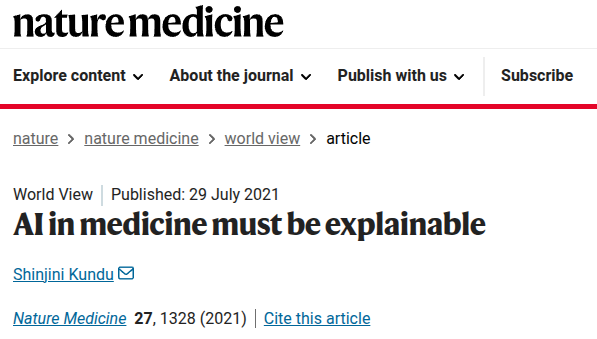 nature medicine
Explore content About the journal Publish with us Subscribe
nature > nature medicine > world view > article
World View | Published: 29 July 2021
AI in medicine must be explainable
Shinjini Kundu
Nature Medicine 27, 1328 (2021) | Cite this article